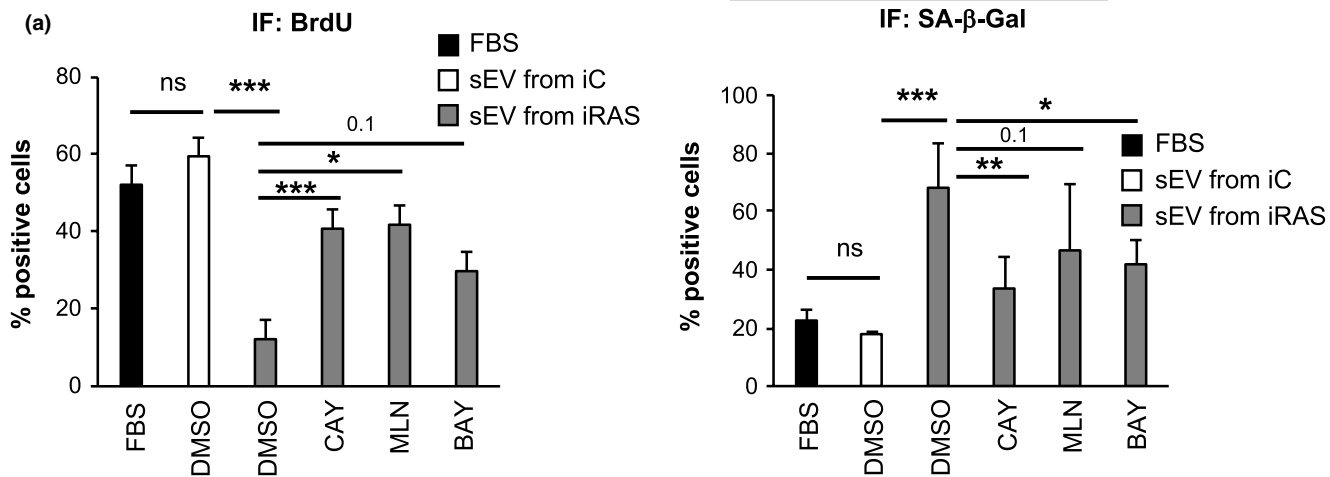 (a)
IF: BrdU
FBS
sEV from iC
sEV from iRAS
ns
***
0.1
*
***
80
60
40
20
0
% positive cells
FBS
DMSO
DMSO
CAY
MLN
BAY
IF: SA-β-Gal
FBS
sEV from iC
sEV from iRAS
***
*
0.1
**
ns
100
80
60
40
20
0
% positive cells
FBS
DMSO
DMSO
CAY
MLN
BAY